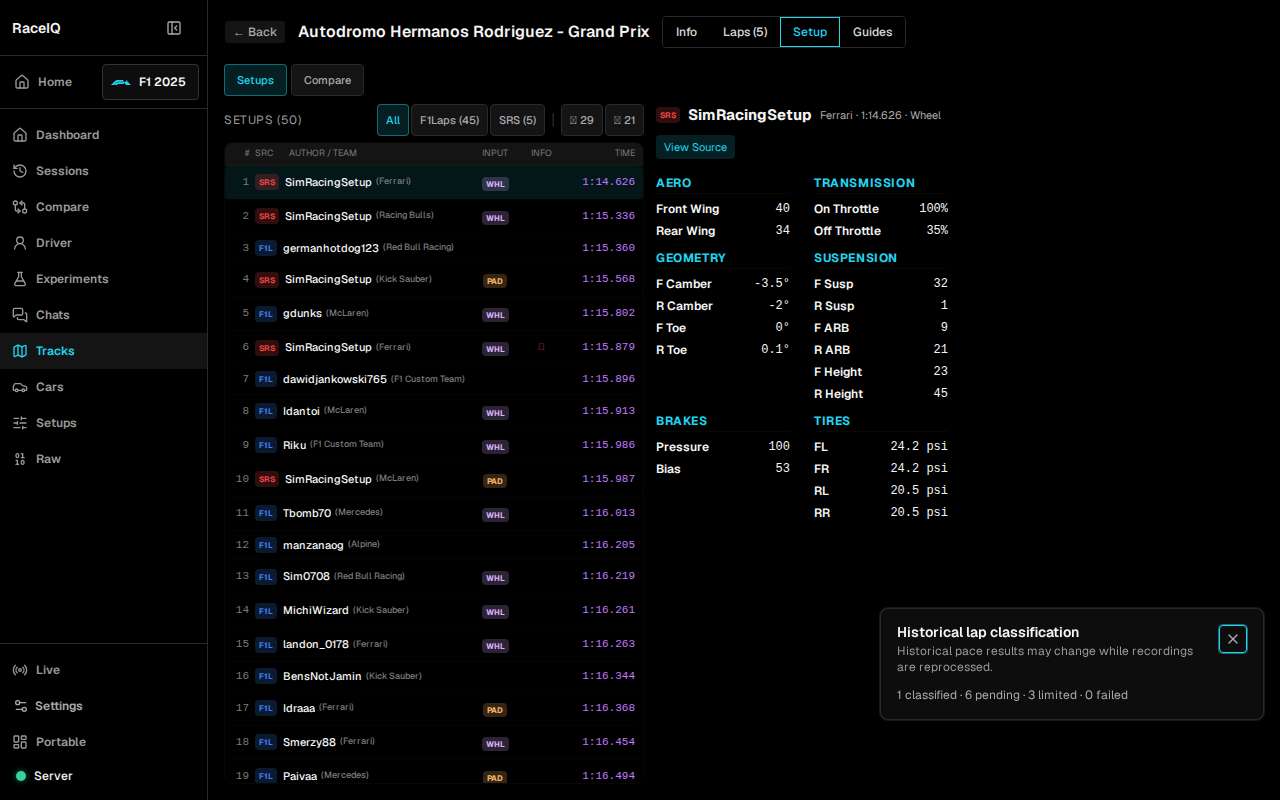 RaceIQ
Home
F1 2025
Dashboard
Sessions
Compare
Driver
Experiments
Chats
Tracks
Cars
Setups
Raw
Live
Settings
Portable
Server
← Back
Autodromo Hermanos Rodriguez - Grand Prix
Info
Laps (5)
Setup
Guides
Setups
Compare
SETUPS (50)
All
F1Laps (45)
SRS (5)
29
21
# SRC AUTHOR / TEAM INPUT INFO TIME
1 SRS SimRacingSetup (Ferrari) WHL 1:14.626
2 SRS SimRacingSetup (Racing Bulls) WHL 1:15.336
3 F1L germanhotdog123 (Red Bull Racing) 1:15.360
4 SRS SimRacingSetup (Kick Sauber) PAD 1:15.568
5 F1L gdunks (McLaren) WHL 1:15.802
6 SRS SimRacingSetup (Ferrari) WHL 1:15.879
7 F1L dawidjankowski765 (F1 Custom Team) 1:15.896
8 F1L Idantoi (McLaren) WHL 1:15.913
9 F1L Riku (F1 Custom Team) WHL 1:15.986
10 SRS SimRacingSetup (McLaren) PAD 1:15.987
11 F1L Tbomb70 (Mercedes) WHL 1:16.013
12 F1L manzanaog (Alpine) 1:16.205
13 F1L Sim0708 (Red Bull Racing) WHL 1:16.219
14 F1L MichiWizard (Kick Sauber) WHL 1:16.261
15 F1L landon_0178 (Ferrari) WHL 1:16.263
16 F1L BensNotJamin (Kick Sauber) 1:16.344
17 F1L Idraaa (Ferrari) PAD 1:16.368
18 F1L Smerzy88 (Ferrari) WHL 1:16.454
19 F1L Paivaa (Mercedes) PAD 1:16.494
SRS SimRacingSetup Ferrari · 1:14.626 · Wheel
View Source
AERO
Front Wing 40
Rear Wing 34
TRANSMISSION
On Throttle 100%
Off Throttle 35%
GEOMETRY
F Camber -3.5°
R Camber -2°
F Toe 0°
R Toe 0.1°
SUSPENSION
F Susp 32
R Susp 1
F ARB 9
R ARB 21
F Height 23
R Height 45
BRAKES
Pressure 100
Bias 53
TIRES
FL 24.2 psi
FR 24.2 psi
RL 20.5 psi
RR 20.5 psi
Historical lap classification
Historical pace results may change while recordings
are reprocessed.
1 classified · 6 pending · 3 limited · 0 failed